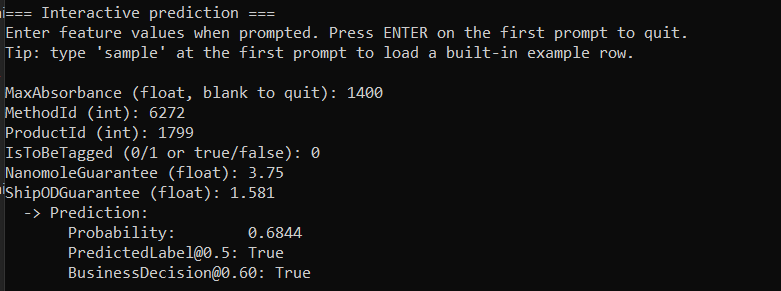 === Interactive prediction ===
Enter feature values when prompted. Press ENTER on the first prompt to quit.
Tip: type 'sample' at the first prompt to load a built-in example row.
MaxAbsorbance (float, blank to quit): 1400
MethodId (int): 6272
ProductId (int): 1799
IsToBeTagged (0/1 or true/false): 0
NanomoleGuarantee (float): 3.75
ShipODGuarantee (float): 1.581
-> Prediction:
Probability: 0.6844
PredictedLabel@0.5: True
BusinessDecision@0.60: True